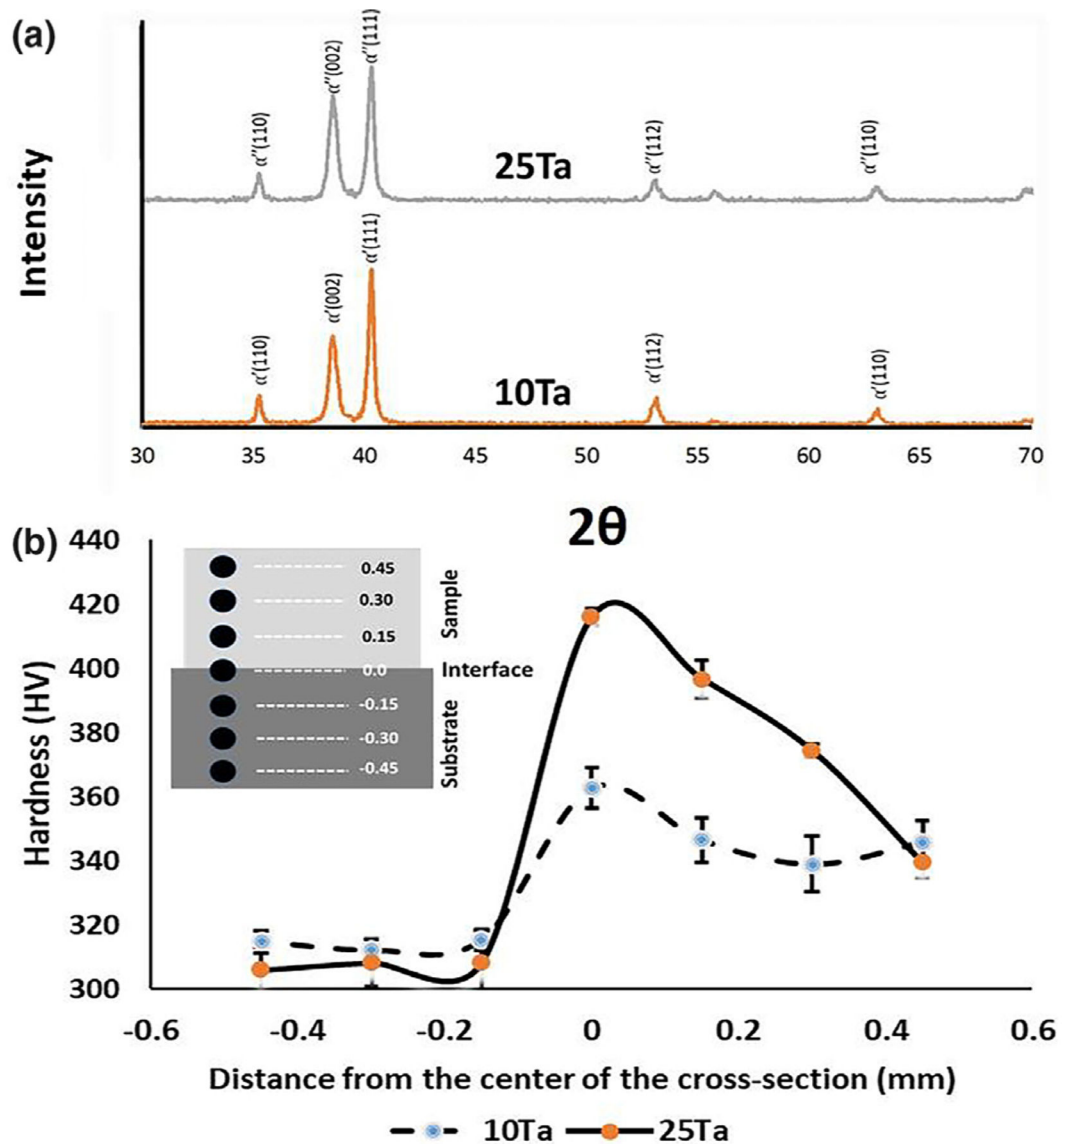 (a)
Intensity
α"(110)
α"(002)
α"(111)
α"(112)
α"(110)
25Ta
α'(110)
α'(002)
α'(111)
α'(112)
α'(110)
10Ta
30 35 40 45 50 55 60 65 70
2θ
(b)
Hardness (HV)
440
420
400
380
360
340
320
300
0.45
0.30
0.15
0.0
-0.15
-0.30
-0.45
Sample
Interface
Substrate
-0.6 -0.4 -0.2 0 0.2 0.4 0.6
Distance from the center of the cross-section (mm)
10Ta 25Ta